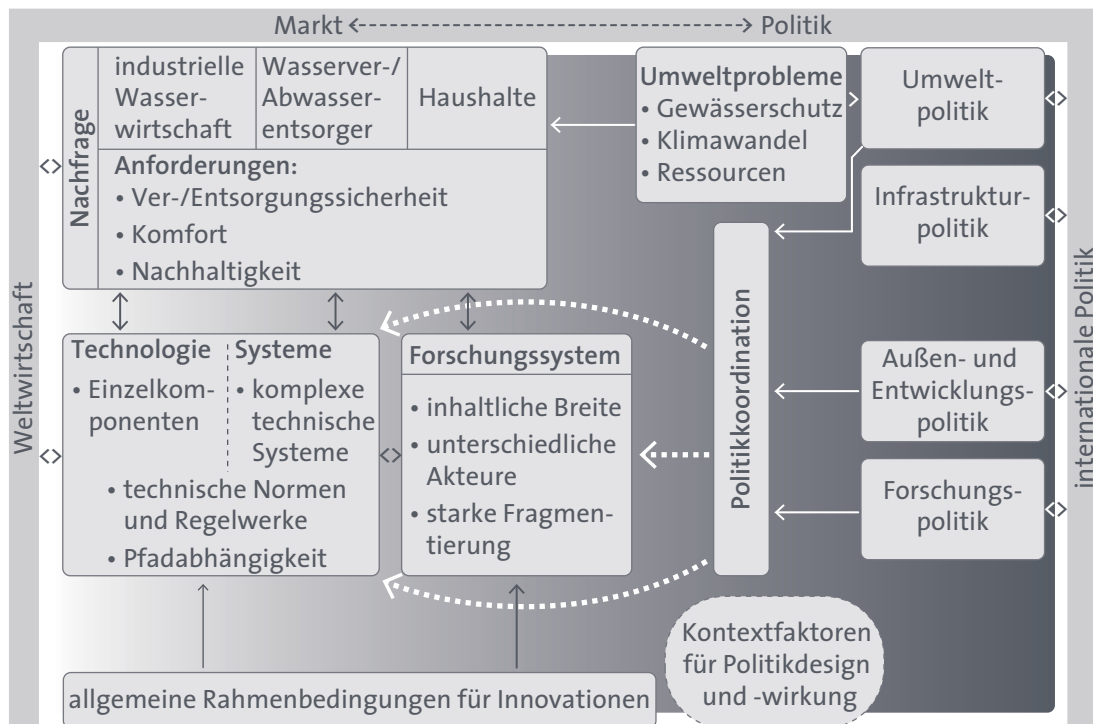 Markt
Politik
Weltwirtschaft
internationale Politik
Nachfrage
industrielle
Wasser-
wirtschaft
Wasserver-/
Abwasser-
entsorger
Haushalte
Anforderungen:
• Ver-/Entsorgungssicherheit
• Komfort
• Nachhaltigkeit
Umweltprobleme
• Gewässerschutz
• Klimawandel
• Ressourcen
Umwelt-
politik
Infrastruktur-
politik
Außen- und
Entwicklungs-
politik
Forschungs-
politik
Politikkoordination
Technologie
• Einzelkom-
ponenten
Systeme
• komplexe
technische
Systeme
• technische Normen
und Regelwerke
• Pfadabhängigkeit
Forschungssystem
• inhaltliche Breite
• unterschiedliche
Akteure
• starke Fragmen-
tierung
Kontextfaktoren
für Politikdesign
und -wirkung
allgemeine Rahmenbedingungen für Innovationen